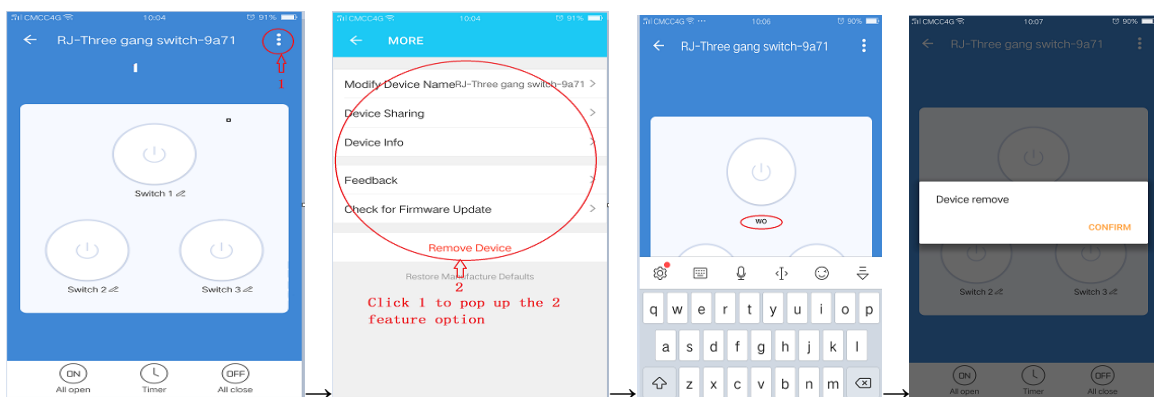 CMCC4G 10:04 91%
RJ-Three gang switch-9a71
1
Switch 1
Switch 2
Switch 3
ON
OFF
All open
Timer
All close
CMCC4G 10:04 91%
MORE
Modify Device Name RJ-Three gang switch-9a71 >
Device Sharing >
Device Info >
Feedback >
Check for Firmware Update >
Remove Device
Restore Manufacture Defaults
2
Click 1 to pop up the 2
feature option
CMCC4G ··· 10:06 90%
RJ-Three gang switch-9a71
WO
q w e r t y u i o p
a s d f g h j k l
z x c v b n m
CMCC4G 10:07 90%
RJ-Three gang switch-9a71
Device remove
CONFIRM
Switch 2
Switch 3
ON
OFF
All open
Timer
All close